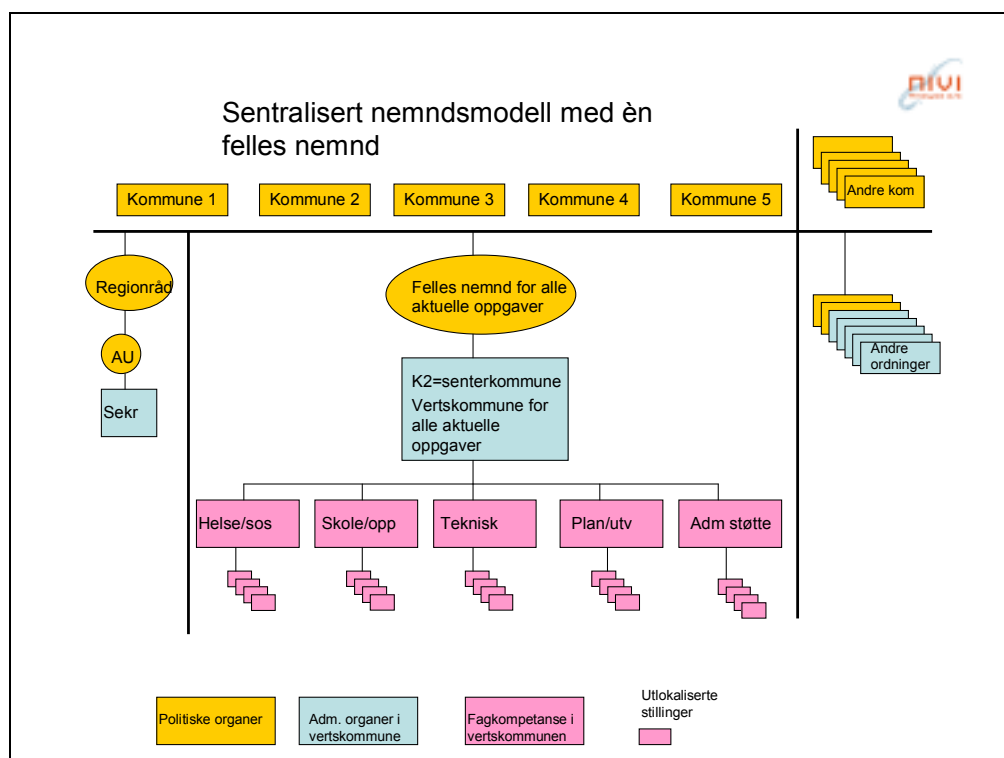 NIVI
Sentralisert nemndsmodell med èn
felles nemnd
Andre kom
Kommune 1
Kommune 2
Kommune 3
Kommune 4
Kommune 5
Regionråd
Felles nemnd for alle
aktuelle oppgaver
AU
Andre
ordninger
K2=senterkommune
Vertskommune for
alle aktuelle
oppgaver
Sekr
Helse/sos
Skole/opp
Teknisk
Plan/utv
Adm støtte
Politiske organer
Adm. organer i
vertskommune
Fagkompetanse i
vertskommunen
Utlokaliserte
stillinger